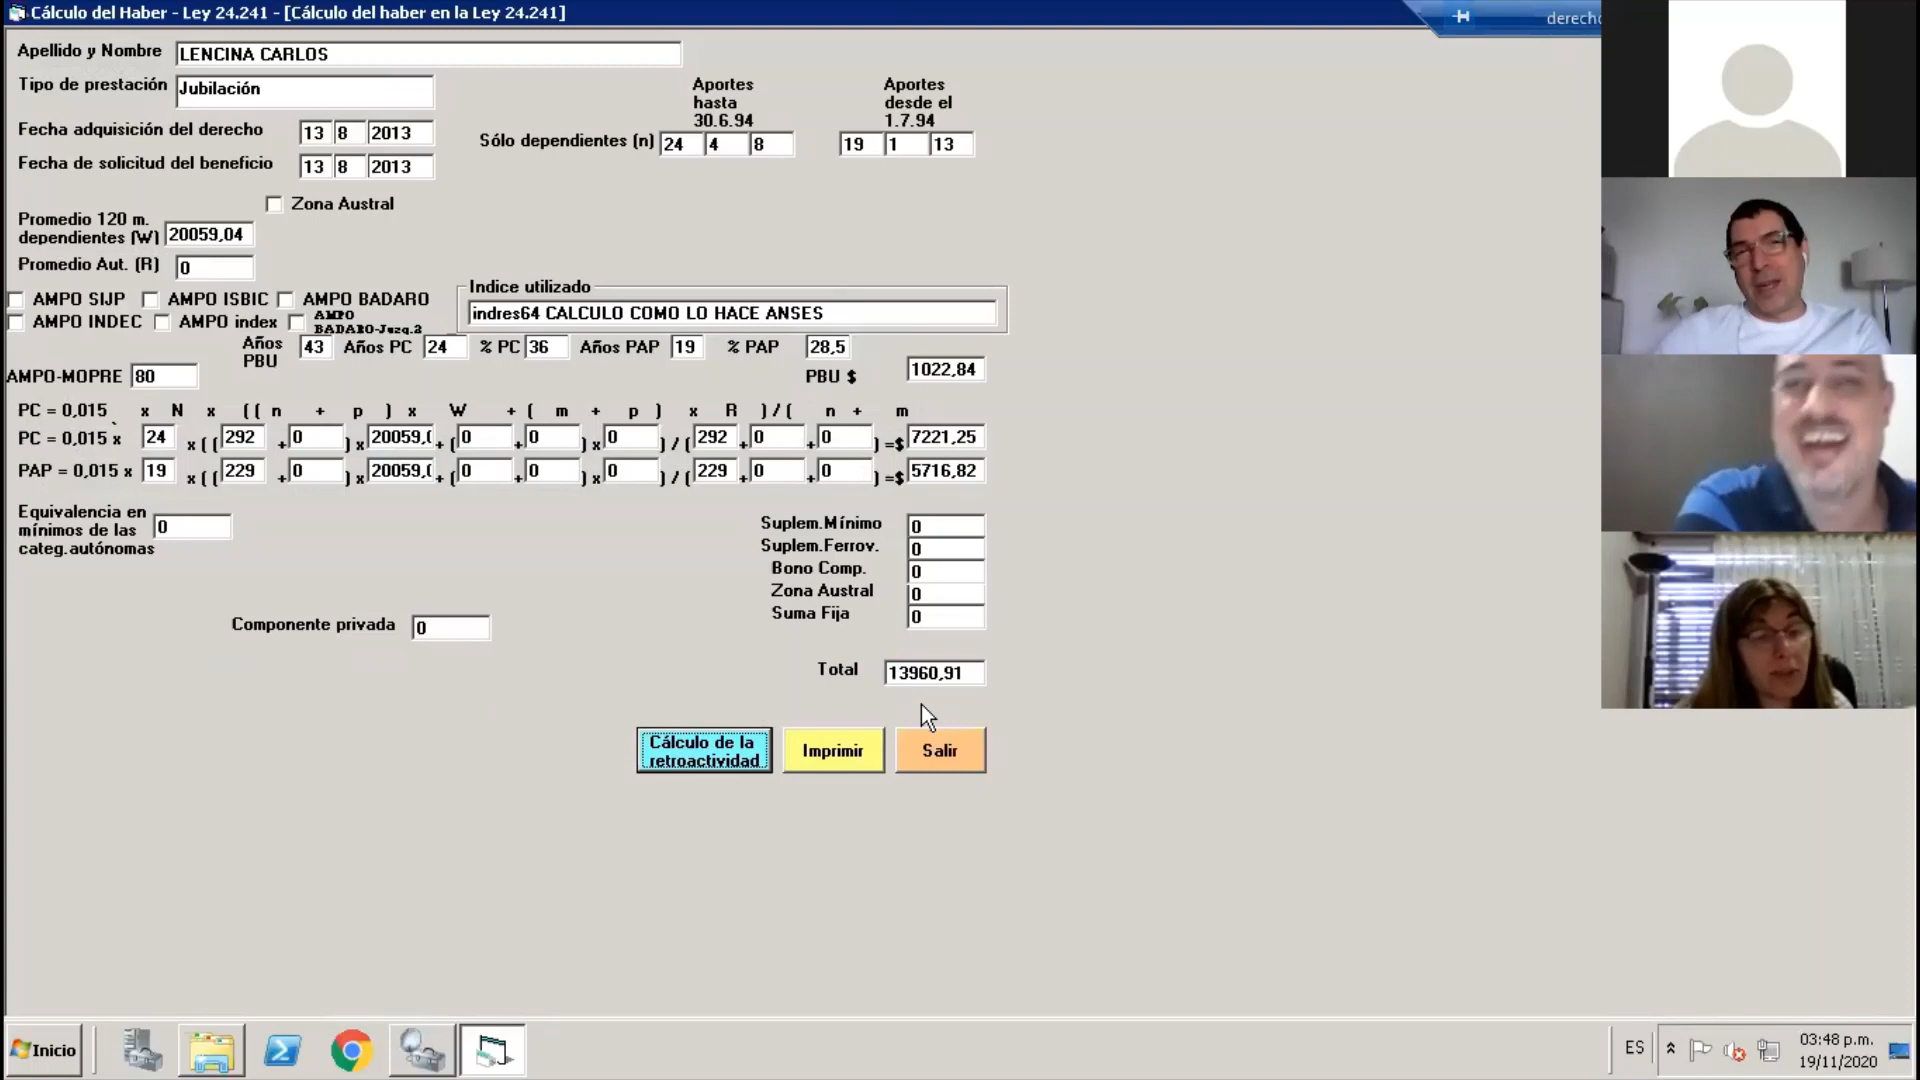 Cálculo del Haber - Ley 24.241 - [Cálculo del haber en la Ley 24.241]
derecho
Apellido y Nombre LENCINA CARLOS
Tipo de prestación Jubilación
Aportes hasta 30.6.94
Aportes desde el 1.7.94
Fecha adquisición del derecho 13 8 2013
Sólo dependientes (n) 24 4 8 19 1 13
Fecha de solicitud del beneficio 13 8 2013
Zona Austral
Promedio 120 m. dependientes (W) 20059,04
Promedio Aut. (R) 0
AMPO SIJP AMPO ISBIC AMPO BADARO
AMPO INDEC AMPO index AMPO BADARO-Juzg.2
Indice utilizado
indres64 CALCULO COMO LO HACE ANSES
Años PBU 43 Años PC 24 % PC 36 Años PAP 19 % PAP 28,5
AMPO-MOPRE 80 PBU $ 1022,84
PC = 0,015 x N x ( ( n + p ) x W + ( m + p ) x R ) / ( n + m
PC = 0,015 x 24 x ( ( 292 + 0 ) x 20059,0 + ( 0 + 0 ) x 0 ) / ( 292 + 0 + 0 ) =$ 7221,25
PAP = 0,015 x 19 x ( ( 229 + 0 ) x 20059,0 + ( 0 + 0 ) x 0 ) / ( 229 + 0 + 0 ) =$ 5716,82
Equivalencia en mínimos de las categ.autónomas 0
Suplem.Mínimo 0
Suplem.Ferrov. 0
Bono Comp. 0
Zona Austral 0
Suma Fija 0
Componente privada 0
Total 13960,91
Cálculo de la retroactividad
Imprimir
Salir
Inicio
ES
03:48 p.m.
19/11/2020